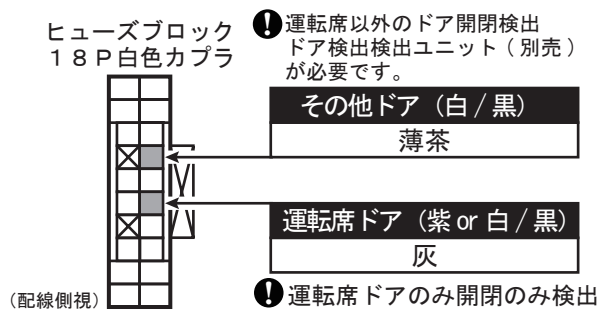 ヒューズブロック
18P白色カプラ
運転席以外のドア開閉検出
ドア検出検出ユニット(別売)
が必要です。
その他ドア(白/黒)
薄茶
運転席ドア(紫or白/黒)
灰
(配線側視)
運転席ドアのみ開閉のみ検出